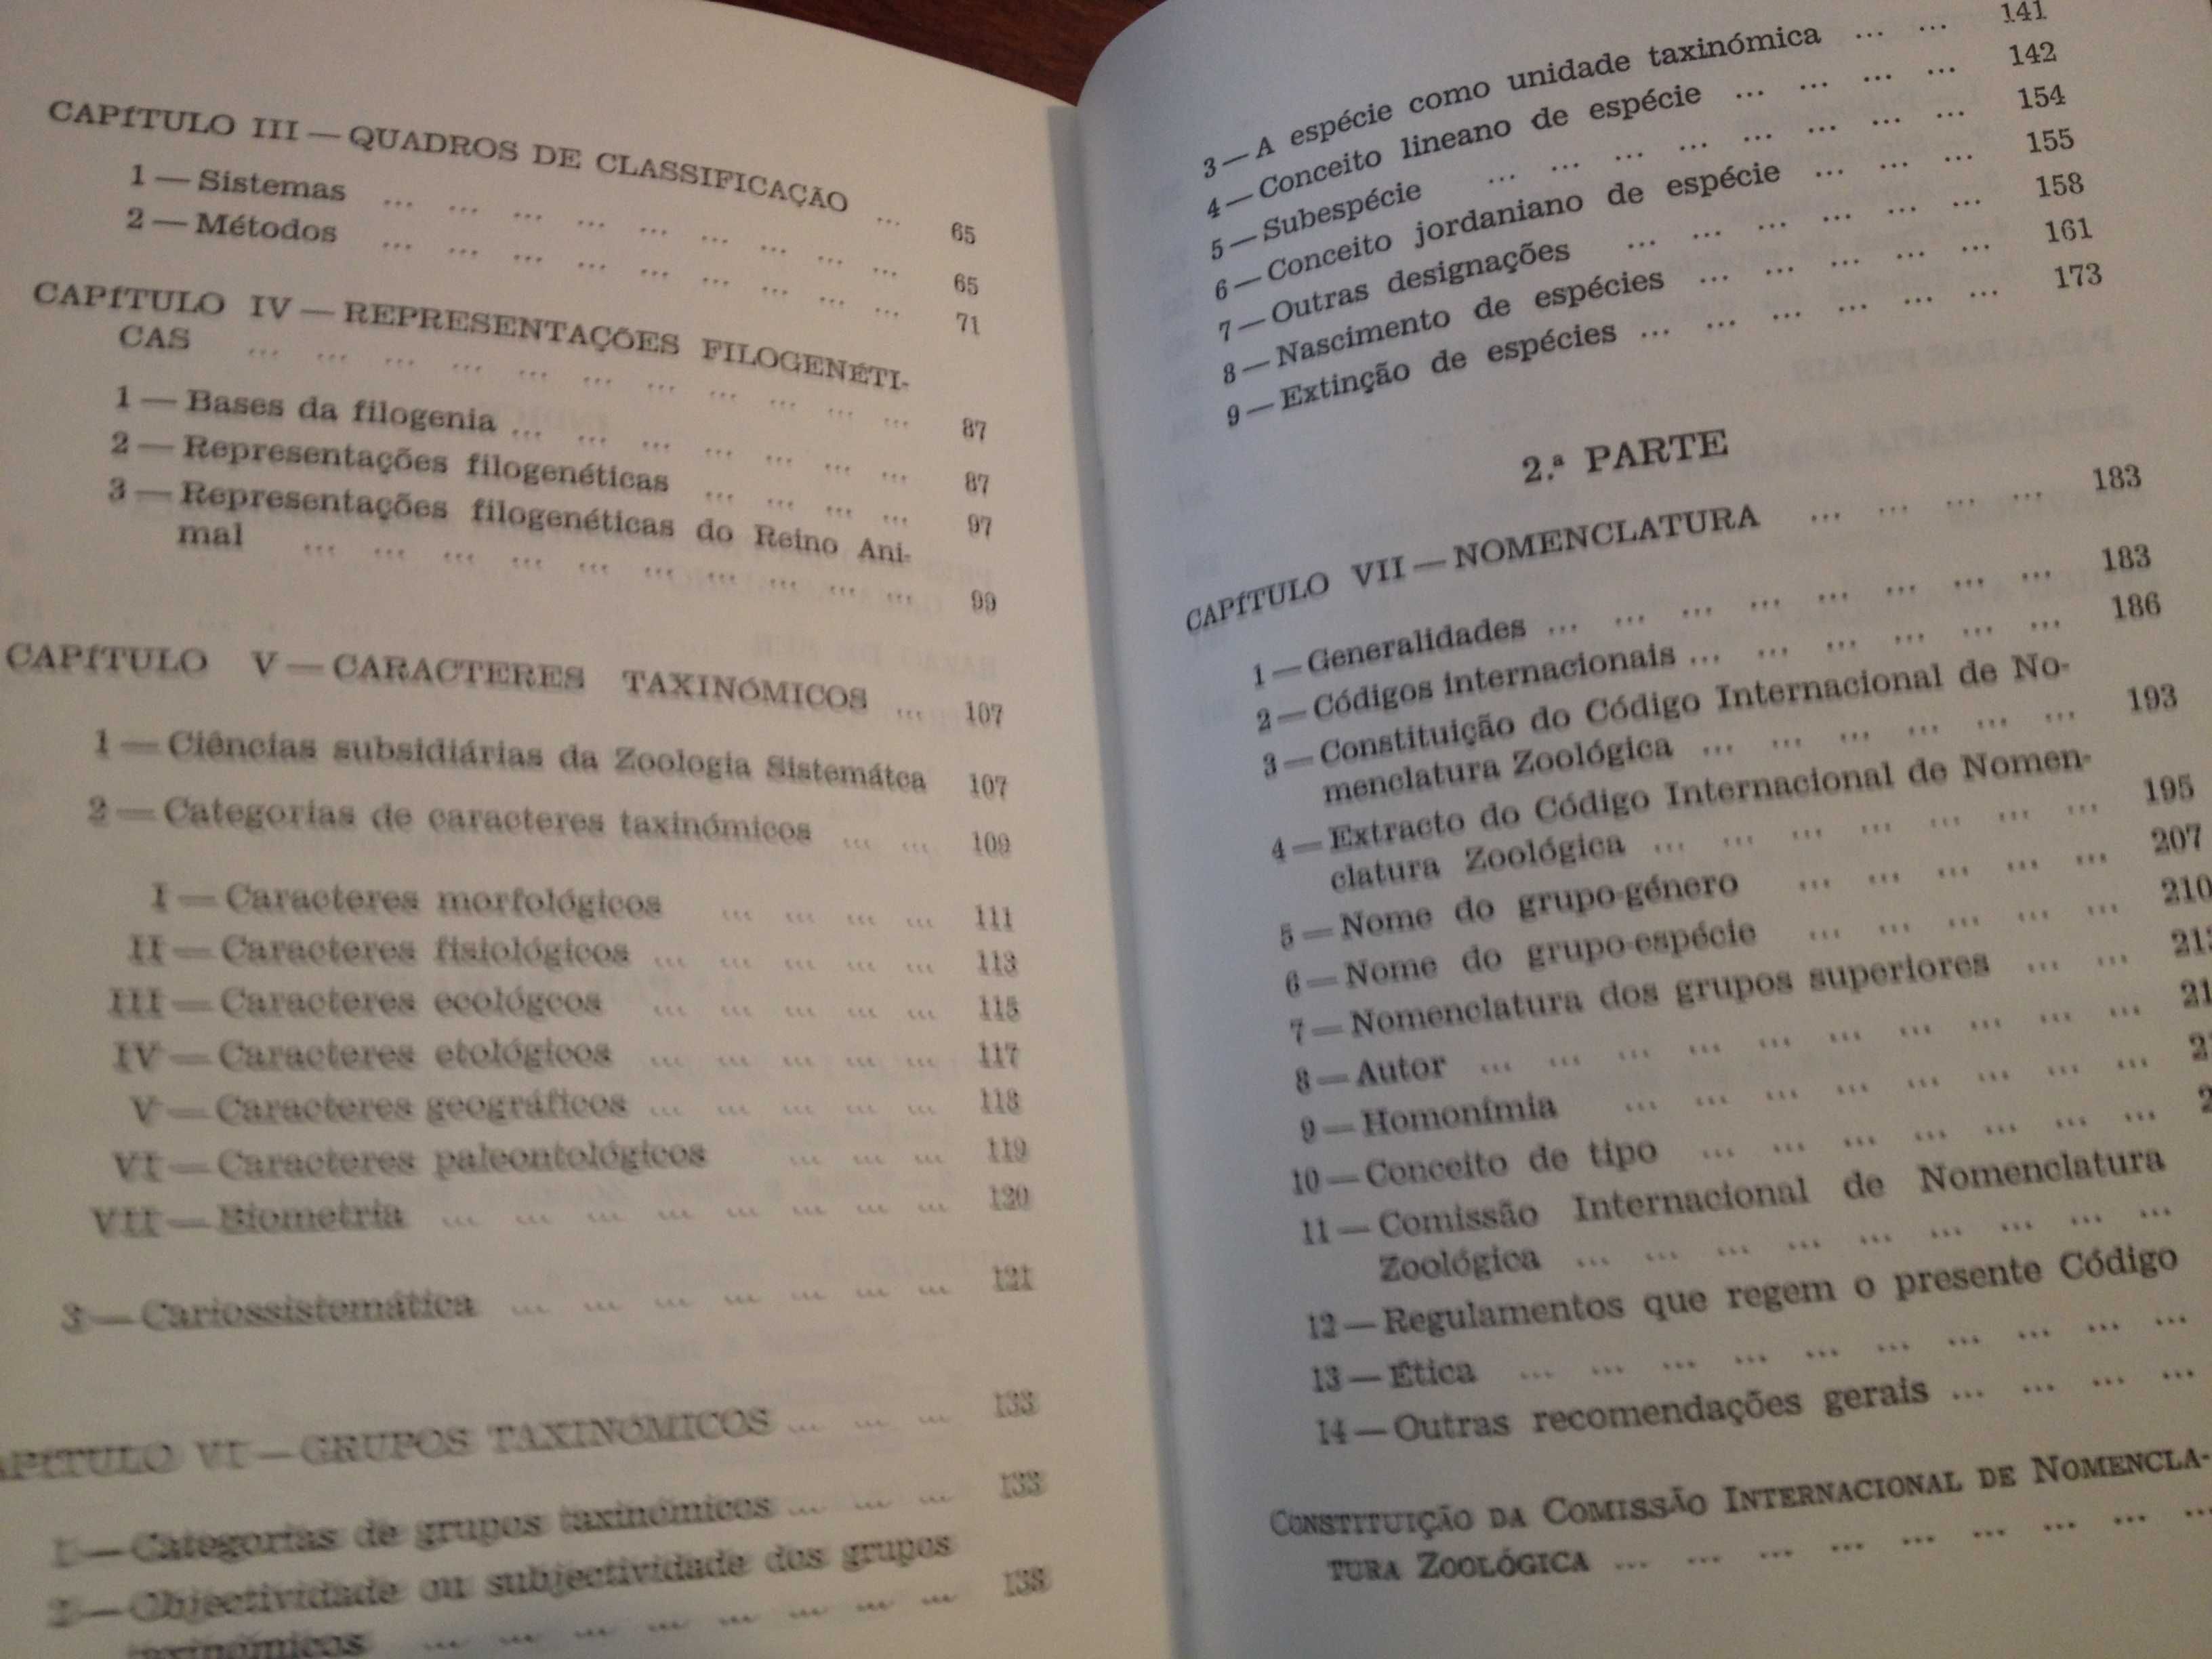 CAPÍTULO III — QUADROS DE CLASSIFICAÇÃO ... 65
1 — Sistemas ... ... ... ... ... ... ... ... ... 65
2 — Métodos ... ... ... ... ... ... ... ... ... 71
CAPÍTULO IV — REPRESENTAÇÕES FILOGENÉTI-
CAS ... ... ... ... ... ... ... ... ... ... 87
1 — Bases da filogenia ... ... ... ... ... ... ... 87
2 — Representações filogenéticas ... ... ... ... 97
3 — Representações filogenéticas do Reino Ani-
mal ... ... ... ... ... ... ... ... ... ... 99
CAPÍTULO V — CARACTERES TAXINÓMICOS ... 107
1 — Ciências subsidiárias da Zoologia Sistemátca 107
2 — Categorias de caracteres taxinómicos ... ... 109
I — Caracteres morfológicos ... ... ... ... 111
II — Caracteres fisiológicos ... ... ... ... ... 113
III — Caracteres ecológcos ... ... ... ... ... 115
IV — Caracteres etológicos ... ... ... ... ... 117
V — Caracteres geográficos ... ... ... ... ... 118
VI — Caracteres paleontológicos ... ... ... 119
VII — Biometria ... ... ... ... ... ... ... ... 120
3 — Cariossistemática ... ... ... ... ... ... ... 121
APÍTULO VI — GRUPOS TAXINÓMICOS ... ... ... 133
1 — Categorias de grupos taxinómicos ... ... ... 133
2 — Objectividade ou subjectividade dos grupos
taxinómicos ... ... ... ... ... ... ... ... 138
3 — A espécie como unidade taxinómica ... ... 141
4 — Conceito lineano de espécie ... ... ... ... 142
5 — Subespécie ... ... ... ... ... ... ... ... 154
6 — Conceito jordaniano de espécie ... ... ... 155
7 — Outras designações ... ... ... ... ... ... 158
8 — Nascimento de espécies ... ... ... ... ... 161
9 — Extinção de espécies ... ... ... ... ... ... 173
2.ª PARTE
CAPÍTULO VII — NOMENCLATURA ... ... ... ... 183
1 — Generalidades ... ... ... ... ... ... ... ... 183
2 — Códigos internacionais ... ... ... ... ... ... 186
3 — Constituição do Código Internacional de No-
menclatura Zoológica ... ... ... ... ... ... 193
4 — Extracto do Código Internacional de Nomen-
clatura Zoológica ... ... ... ... ... ... ... 195
5 — Nome do grupo-género ... ... ... ... ... 207
6 — Nome do grupo-espécie ... ... ... ... ... 210
7 — Nomenclatura dos grupos superiores ... ...
8 — Autor ... ... ... ... ... ... ... ... ... ...
9 — Homonímia ... ... ... ... ... ... ... ...
10 — Conceito de tipo ... ... ... ... ... ... ...
11 — Comissão Internacional de Nomenclatura
Zoológica ... ... ... ... ... ... ... ... ...
12 — Regulamentos que regem o presente Código
13 — Ética ... ... ... ... ... ... ... ... ... ...
14 — Outras recomendações gerais ... ... ... ...
CONSTITUIÇÃO DA COMISSÃO INTERNACIONAL DE NOMENCLA-
TURA ZOOLÓGICA ... ... ... ... ... ... ... ... ...